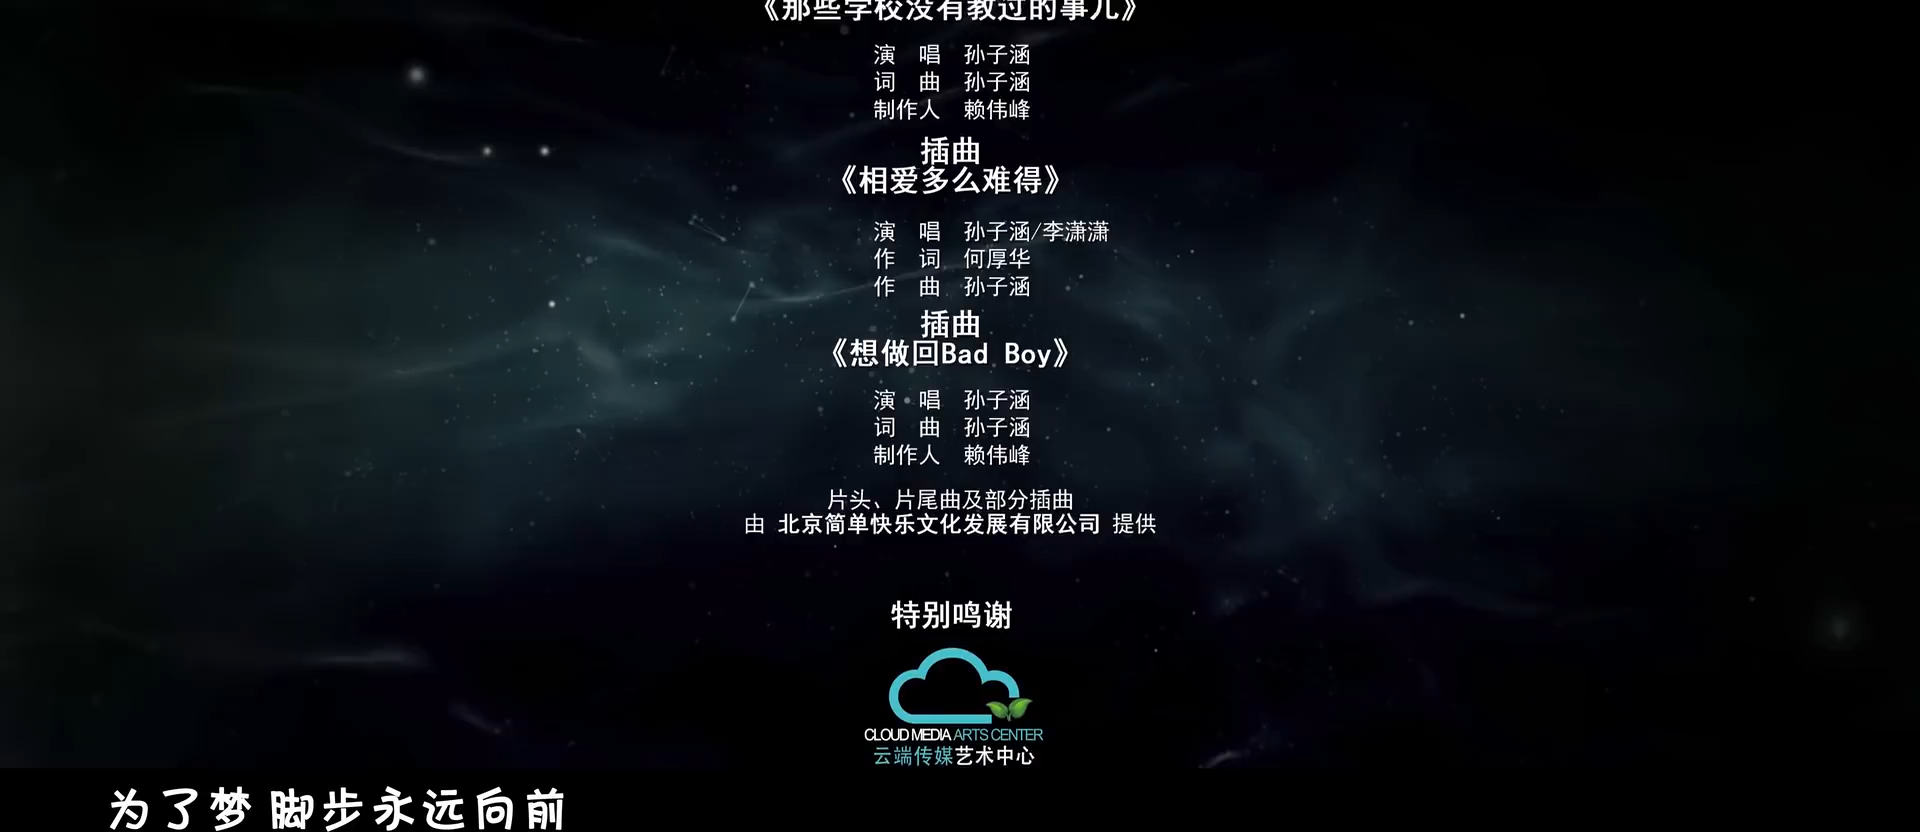 《那些学校没有教过的事儿》
演 唱 孙子涵
词 曲 孙子涵
制作人 赖伟峰
插曲
《相爱多么难得》
演 唱 孙子涵/李潇潇
作 词 何厚华
作 曲 孙子涵
插曲
《想做回Bad Boy》
演 唱 孙子涵
词 曲 孙子涵
制作人 赖伟峰
片头、片尾曲及部分插曲
由 北京简单快乐文化发展有限公司 提供
特别鸣谢
CLOUD MEDIA ARTS CENTER
云端传媒艺术中心
为了梦 脚步永远向前